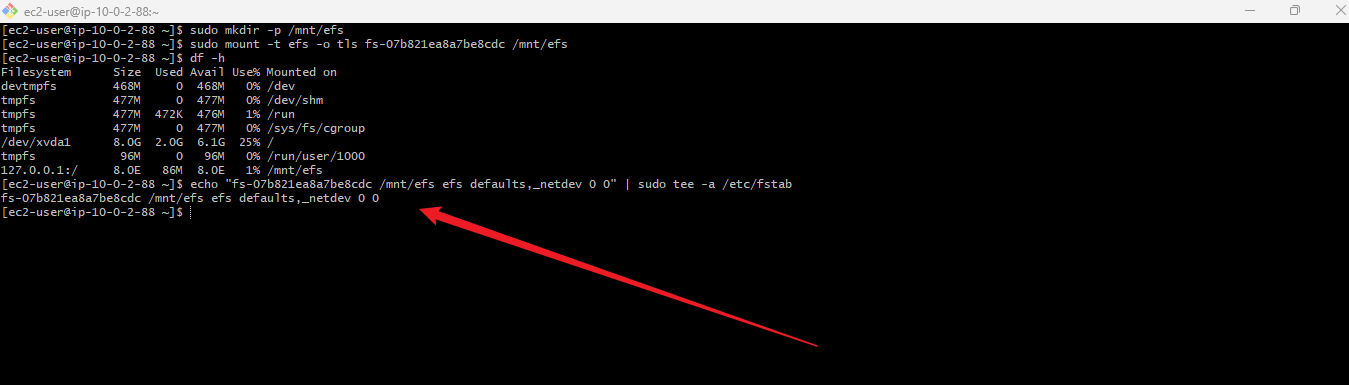 ec2-user@ip-10-0-2-88:~
[ec2-user@ip-10-0-2-88 ~]$ sudo mkdir -p /mnt/efs
[ec2-user@ip-10-0-2-88 ~]$ sudo mount -t efs -o tls fs-07b821ea8a7be8cdc /mnt/efs
[ec2-user@ip-10-0-2-88 ~]$ df -h
Filesystem      Size  Used Avail Use% Mounted on
devtmpfs        468M     0  468M   0% /dev
tmpfs           477M     0  477M   0% /dev/shm
tmpfs           477M  472K  476M   1% /run
tmpfs           477M     0  477M   0% /sys/fs/cgroup
/dev/xvda1      8.0G  2.0G  6.1G  25% /
tmpfs            96M     0   96M   0% /run/user/1000
127.0.0.1:/     8.0E   86M  8.0E   1% /mnt/efs
[ec2-user@ip-10-0-2-88 ~]$ echo "fs-07b821ea8a7be8cdc /mnt/efs efs defaults,_netdev 0 0" | sudo tee -a /etc/fstab
fs-07b821ea8a7be8cdc /mnt/efs efs defaults,_netdev 0 0
[ec2-user@ip-10-0-2-88 ~]$